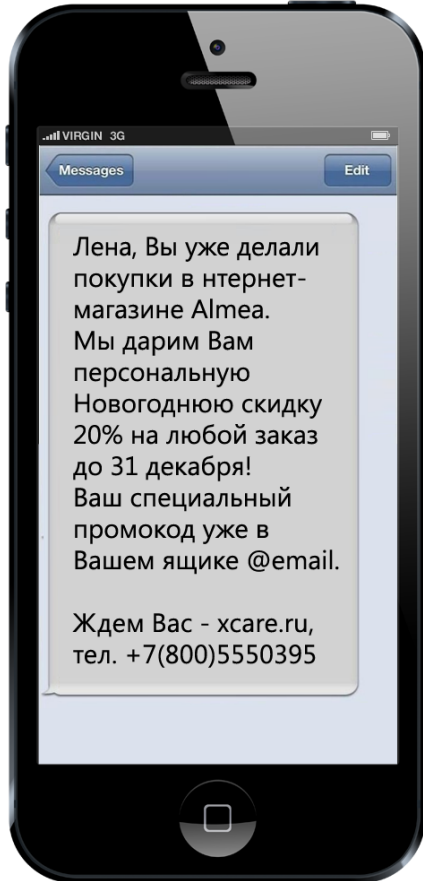 VIRGIN 3G
Messages
Edit
Лена, Вы уже делали
покупки в нтернет-
магазине Almea.
Мы дарим Вам
персональную
Новогоднюю скидку
20% на любой заказ
до 31 декабря!
Ваш специальный
промокод уже в
Вашем ящике @email.
Ждем Вас - xcare.ru,
тел. +7(800)5550395